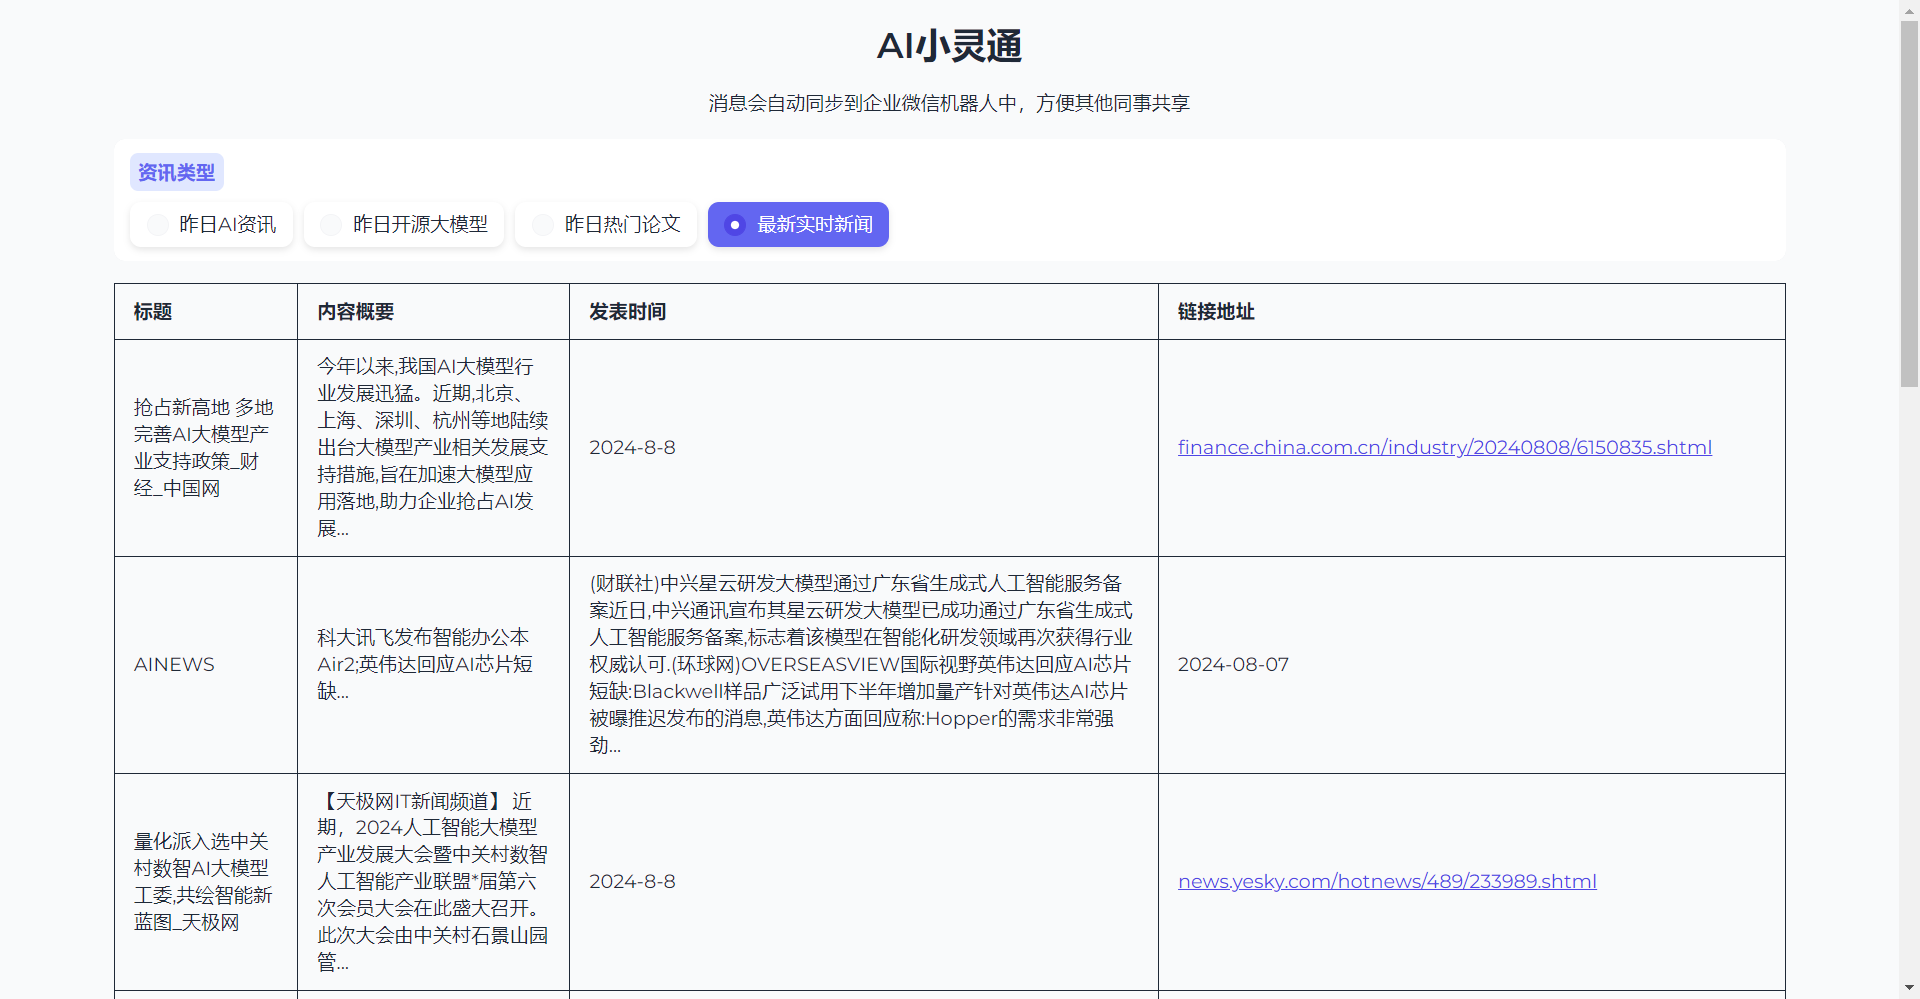 AI小灵通
消息会自动同步到企业微信机器人中，方便其他同事共享
资讯类型
昨日AI资讯
昨日开源大模型
昨日热门论文
最新实时新闻
标题
内容概要
发表时间
链接地址
抢占新高地 多地
完善AI大模型产
业支持政策_财
经_中国网
今年以来,我国AI大模型行
业发展迅猛。近期,北京、
上海、深圳、杭州等地陆续
出台大模型产业相关发展支
持措施,旨在加速大模型应
用落地,助力企业抢占AI发
展...
2024-8-8
finance.china.com.cn/industry/20240808/6150835.shtml
AINEWS
科大讯飞发布智能办公本
Air2;英伟达回应AI芯片短
缺...
(财联社)中兴星云研发大模型通过广东省生成式人工智能服务备
案近日,中兴通讯宣布其星云研发大模型已成功通过广东省生成式
人工智能服务备案,标志着该模型在智能化研发领域再次获得行业
权威认可.(环球网)OVERSEASVIEW国际视野英伟达回应AI芯片
短缺:Blackwell样品广泛试用下半年增加量产针对英伟达AI芯片
被曝推迟发布的消息,英伟达方面回应称:Hopper的需求非常强
劲...
2024-08-07
量化派入选中关
村数智AI大模型
工委,共绘智能新
蓝图_天极网
【天极网IT新闻频道】 近
期，2024人工智能大模型
产业发展大会暨中关村数智
人工智能产业联盟*届第六
次会员大会在此盛大召开。
此次大会由中关村石景山园
管...
2024-8-8
news.yesky.com/hotnews/489/233989.shtml